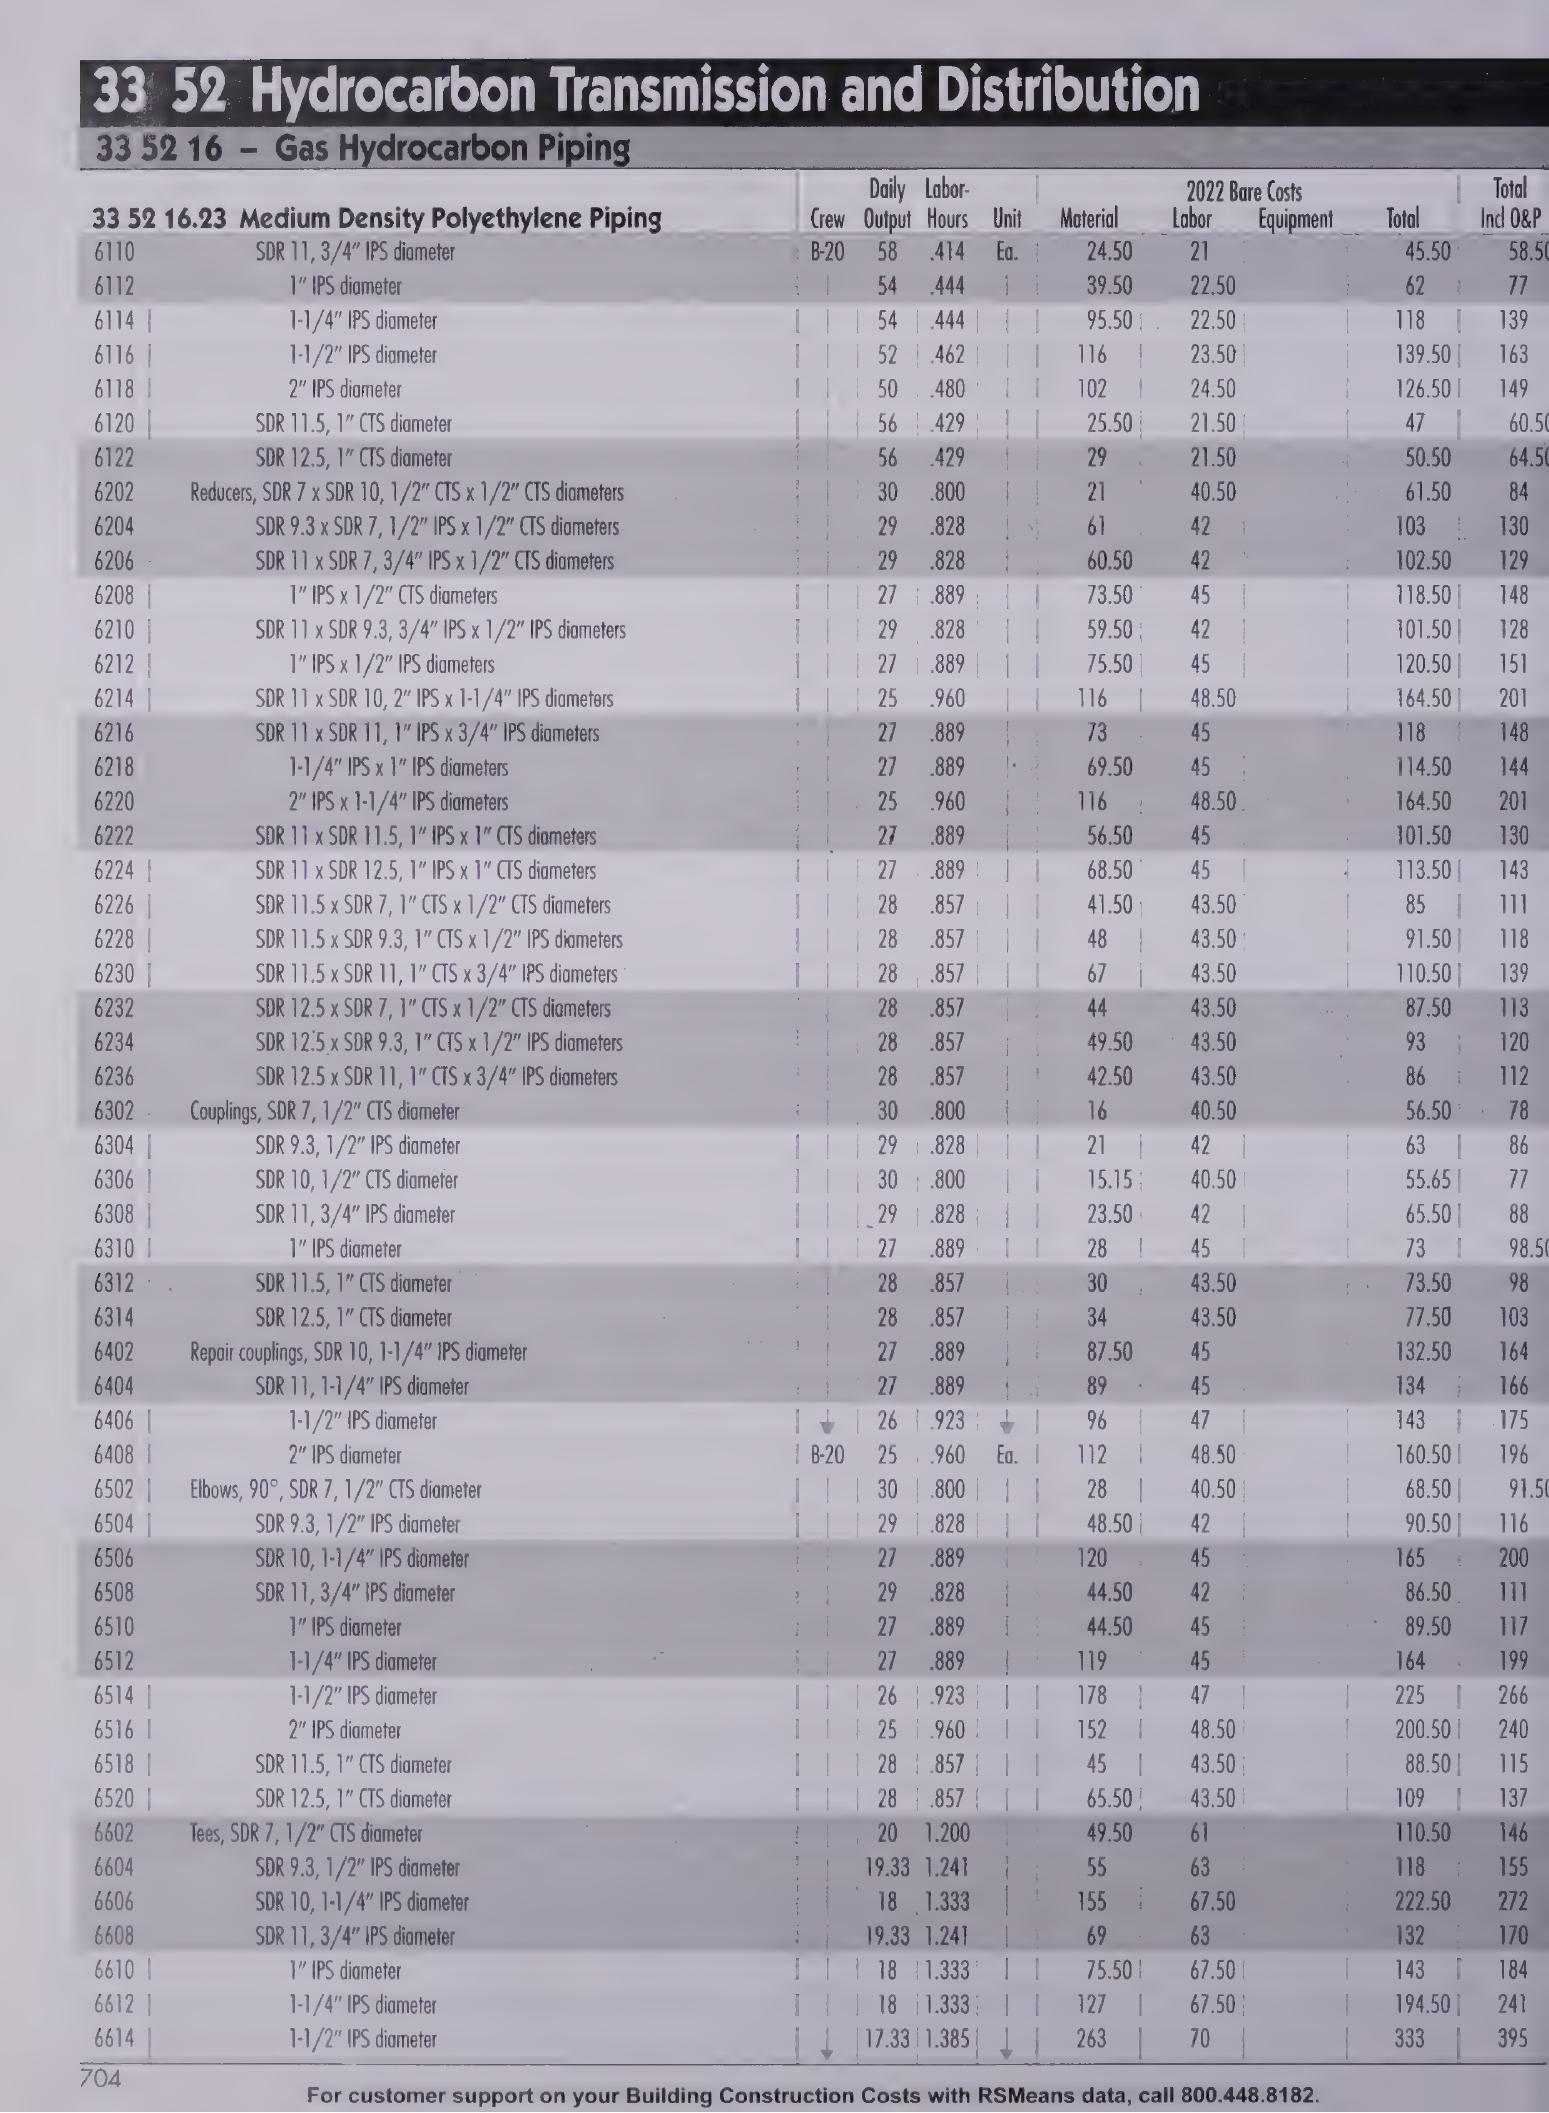 33 52 Hydrocarbon Transmission and Distribution
33 52 16 – Gas Hydrocarbon Piping
Daily Labor- 2022 Bare Costs Total
33 52 16.23 Medium Density Polyethylene Piping Crew Output Hours Unit Material Labor Equipment Total Incl O&P
6110 SDR 11, 3/4" IPS diameter B-20 58 .414 Ea. 24.50 21 45.50 58.50
6112 1" IPS diameter 54 .444 39.50 22.50 62 77
6114 1-1/4" IPS diameter 54 .444 95.50 22.50 118 139
6116 1-1/2" IPS diameter 52 .462 116 23.50 139.50 163
6118 2" IPS diameter 50 .480 102 24.50 126.50 149
6120 SDR 11.5, 1" CTS diameter 56 .429 25.50 21.50 47 60.50
6122 SDR 12.5, 1" CTS diameter 56 .429 29 21.50 50.50 64.50
6202 Reducers, SDR 7 x SDR 10, 1/2" CTS x 1/2" CTS diameters 30 .800 21 40.50 61.50 84
6204 SDR 9.3 x SDR 7, 1/2" IPS x 1/2" CTS diameters 29 .828 61 42 103 130
6206 SDR 11 x SDR 7, 3/4" IPS x 1/2" CTS diameters 29 .828 60.50 42 102.50 129
6208 1" IPS x 1/2" CTS diameters 27 .889 73.50 45 118.50 148
6210 SDR 11 x SDR 9.3, 3/4" IPS x 1/2" IPS diameters 29 .828 59.50 42 101.50 128
6212 1" IPS x 1/2" IPS diameters 27 .889 75.50 45 120.50 151
6214 SDR 11 x SDR 10, 2" IPS x 1-1/4" IPS diameters 25 .960 116 48.50 164.50 201
6216 SDR 11 x SDR 11, 1" IPS x 3/4" IPS diameters 27 .889 73 45 118 148
6218 1-1/4" IPS x 1" IPS diameters 27 .889 69.50 45 114.50 144
6220 2" IPS x 1-1/4" IPS diameters 25 .960 116 48.50 164.50 201
6222 SDR 11 x SDR 11.5, 1" IPS x 1" CTS diameters 27 .889 56.50 45 101.50 130
6224 SDR 11 x SDR 12.5, 1" IPS x 1" CTS diameters 27 .889 68.50 45 113.50 143
6226 SDR 11.5 x SDR 7, 1" CTS x 1/2" CTS diameters 28 .857 41.50 43.50 85 111
6228 SDR 11.5 x SDR 9.3, 1" CTS x 1/2" IPS diameters 28 .857 48 43.50 91.50 118
6230 SDR 11.5 x SDR 11, 1" CTS x 3/4" IPS diameters 28 .857 67 43.50 110.50 139
6232 SDR 12.5 x SDR 7, 1" CTS x 1/2" CTS diameters 28 .857 44 43.50 87.50 113
6234 SDR 12.5 x SDR 9.3, 1" CTS x 1/2" IPS diameters 28 .857 49.50 43.50 93 120
6236 SDR 12.5 x SDR 11, 1" CTS x 3/4" IPS diameters 28 .857 42.50 43.50 86 112
6302 Couplings, SDR 7, 1/2" CTS diameter 30 .800 16 40.50 56.50 78
6304 SDR 9.3, 1/2" IPS diameter 29 .828 21 42 63 86
6306 SDR 10, 1/2" CTS diameter 30 .800 15.15 40.50 55.65 77
6308 SDR 11, 3/4" IPS diameter 29 .828 23.50 42 65.50 88
6310 1" IPS diameter 27 .889 28 45 73 98.50
6312 SDR 11.5, 1" CTS diameter 28 .857 30 43.50 73.50 98
6314 SDR 12.5, 1" CTS diameter 28 .857 34 43.50 77.50 103
6402 Repair couplings, SDR 10, 1-1/4" IPS diameter 27 .889 87.50 45 132.50 164
6404 SDR 11, 1-1/4" IPS diameter 27 .889 89 45 134 166
6406 1-1/2" IPS diameter 26 .923 96 47 143 175
6408 2" IPS diameter B-20 25 .960 Ea. 112 48.50 160.50 196
6502 Elbows, 90°, SDR 7, 1/2" CTS diameter 30 .800 28 40.50 68.50 91.50
6504 SDR 9.3, 1/2" IPS diameter 29 .828 48.50 42 90.50 116
6506 SDR 10, 1-1/4" IPS diameter 27 .889 120 45 165 200
6508 SDR 11, 3/4" IPS diameter 29 .828 44.50 42 86.50 111
6510 1" IPS diameter 27 .889 44.50 45 89.50 117
6512 1-1/4" IPS diameter 27 .889 119 45 164 199
6514 1-1/2" IPS diameter 26 .923 178 47 225 266
6516 2" IPS diameter 25 .960 152 48.50 200.50 240
6518 SDR 11.5, 1" CTS diameter 28 .857 45 43.50 88.50 115
6520 SDR 12.5, 1" CTS diameter 28 .857 65.50 43.50 109 137
6602 Tees, SDR 7, 1/2" CTS diameter 20 1.200 49.50 61 110.50 146
6604 SDR 9.3, 1/2" IPS diameter 19.33 1.241 55 63 118 155
6606 SDR 10, 1-1/4" IPS diameter 18 1.333 155 67.50 222.50 272
6608 SDR 11, 3/4" IPS diameter 19.33 1.241 69 63 132 170
6610 1" IPS diameter 18 1.333 75.50 67.50 143 184
6612 1-1/4" IPS diameter 18 1.333 127 67.50 194.50 241
6614 1-1/2" IPS diameter 17.33 1.385 263 70 333 395
704
For customer support on your Building Construction Costs with RSMeans data, call 800.448.8182.